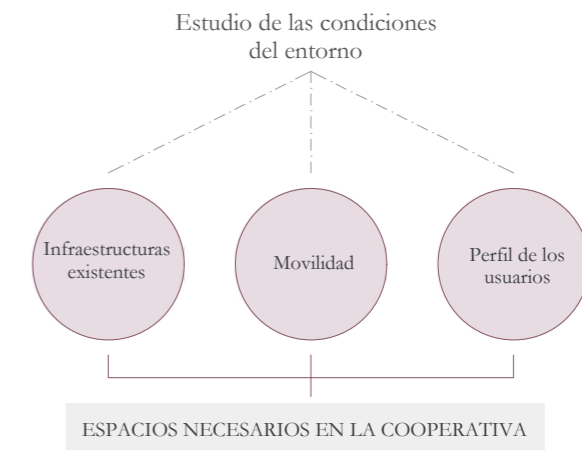 Estudio de las condiciones
del entorno
Infraestructuras
existentes
Movilidad
Perfil de los
usuarios
ESPACIOS NECESARIOS EN LA COOPERATIVA